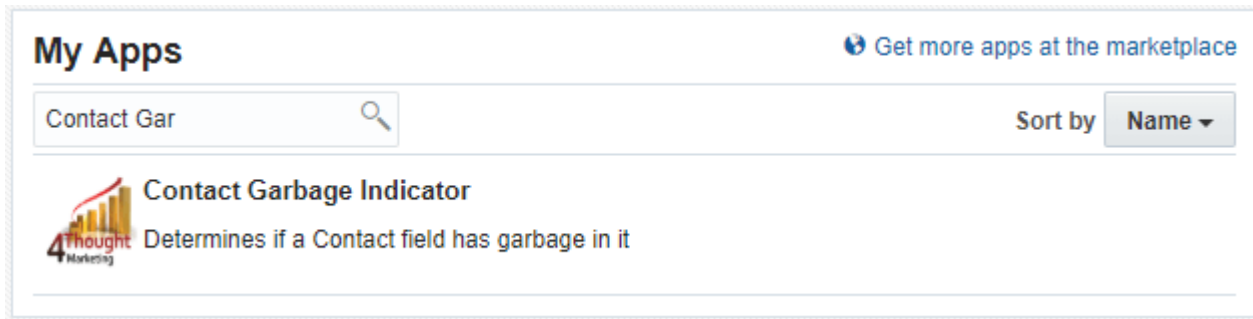 My Apps
Get more apps at the marketplace
Contact Gar
Sort by Name
Contact Garbage Indicator
4Thought
Marketing
Determines if a Contact field has garbage in it